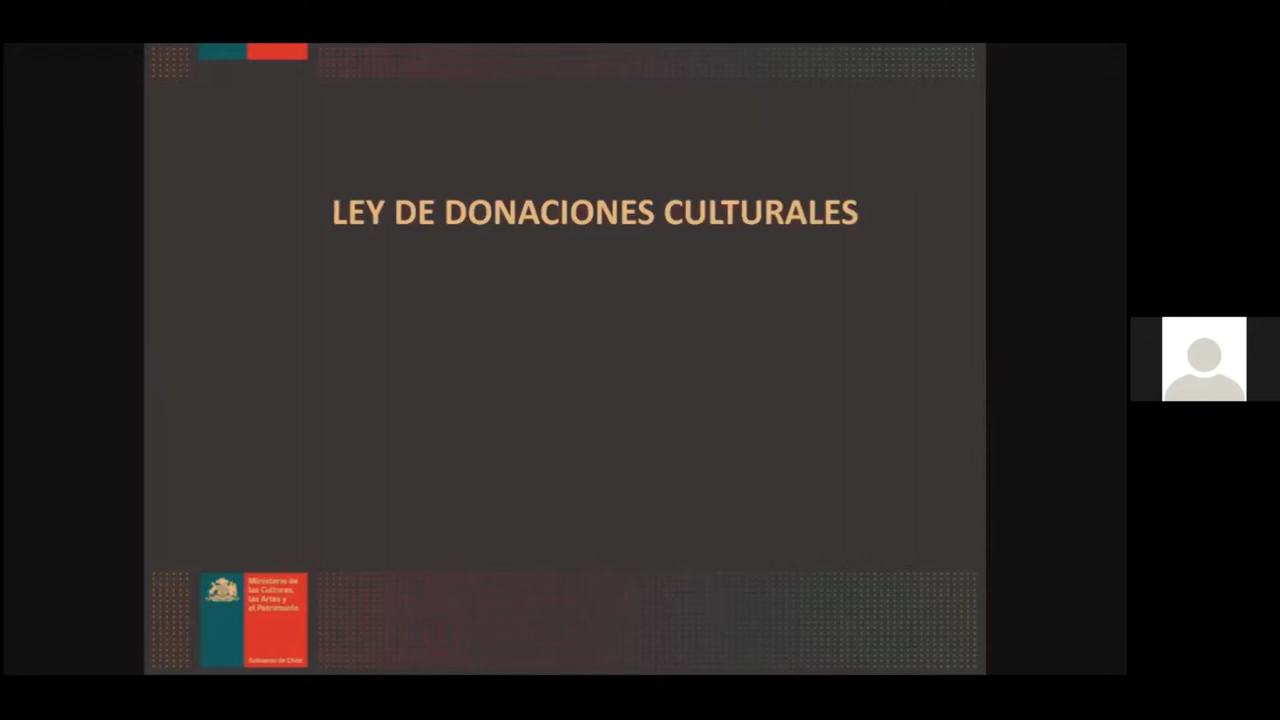 LEY DE DONACIONES CULTURALES
Ministerio de
las Culturas,
las Artes y
el Patrimonio
Gobierno de Chile